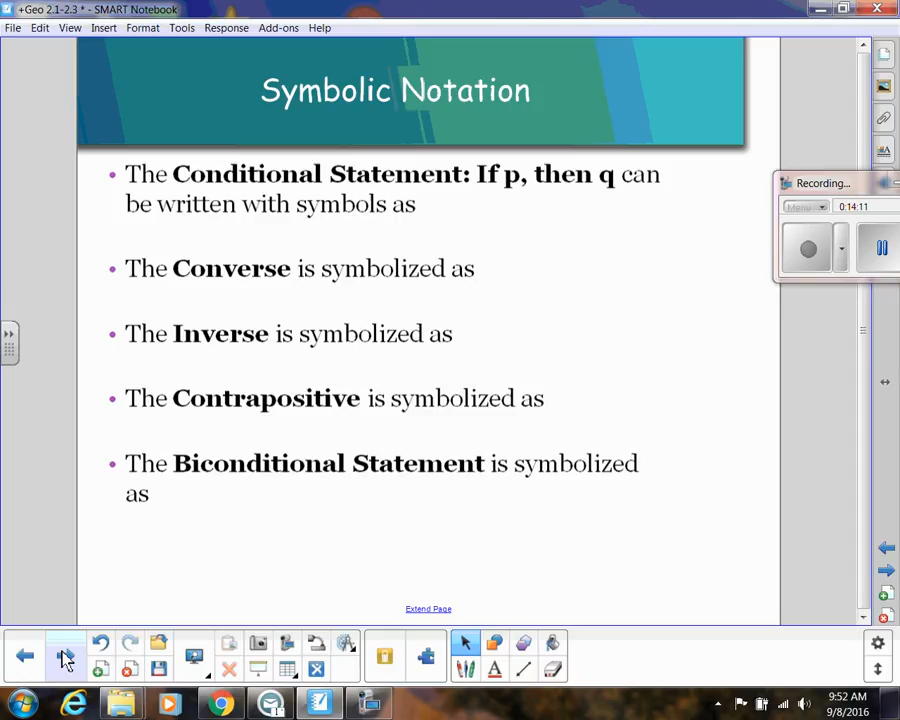 +Geo 2.1-2.3 * - SMART Notebook
File Edit View Insert Format Tools Response Add-ons Help
Symbolic Notation
• The Conditional Statement: If p, then q can
be written with symbols as
Recording...
Menu
0:14:11
• The Converse is symbolized as
• The Inverse is symbolized as
• The Contrapositive is symbolized as
• The Biconditional Statement is symbolized
as
Extend Page
9:52 AM
9/8/2016